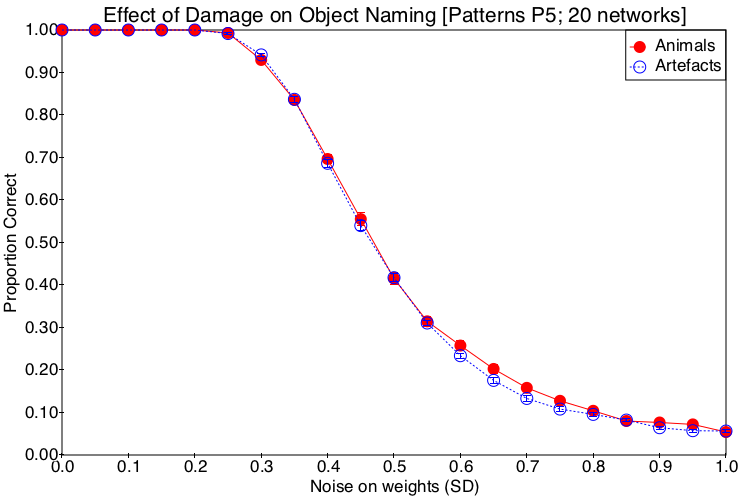 Effect of Damage on Object Naming [Patterns P5; 20 networks]
1.00
Animals
Artefacts
0.90
0.80
0.70
0.60
0.50
0.40
0.30
0.20
0.10
0.00
Proportion Correct
0.0 0.1 0.2 0.3 0.4 0.5 0.6 0.7 0.8 0.9 1.0
Noise on weights (SD)